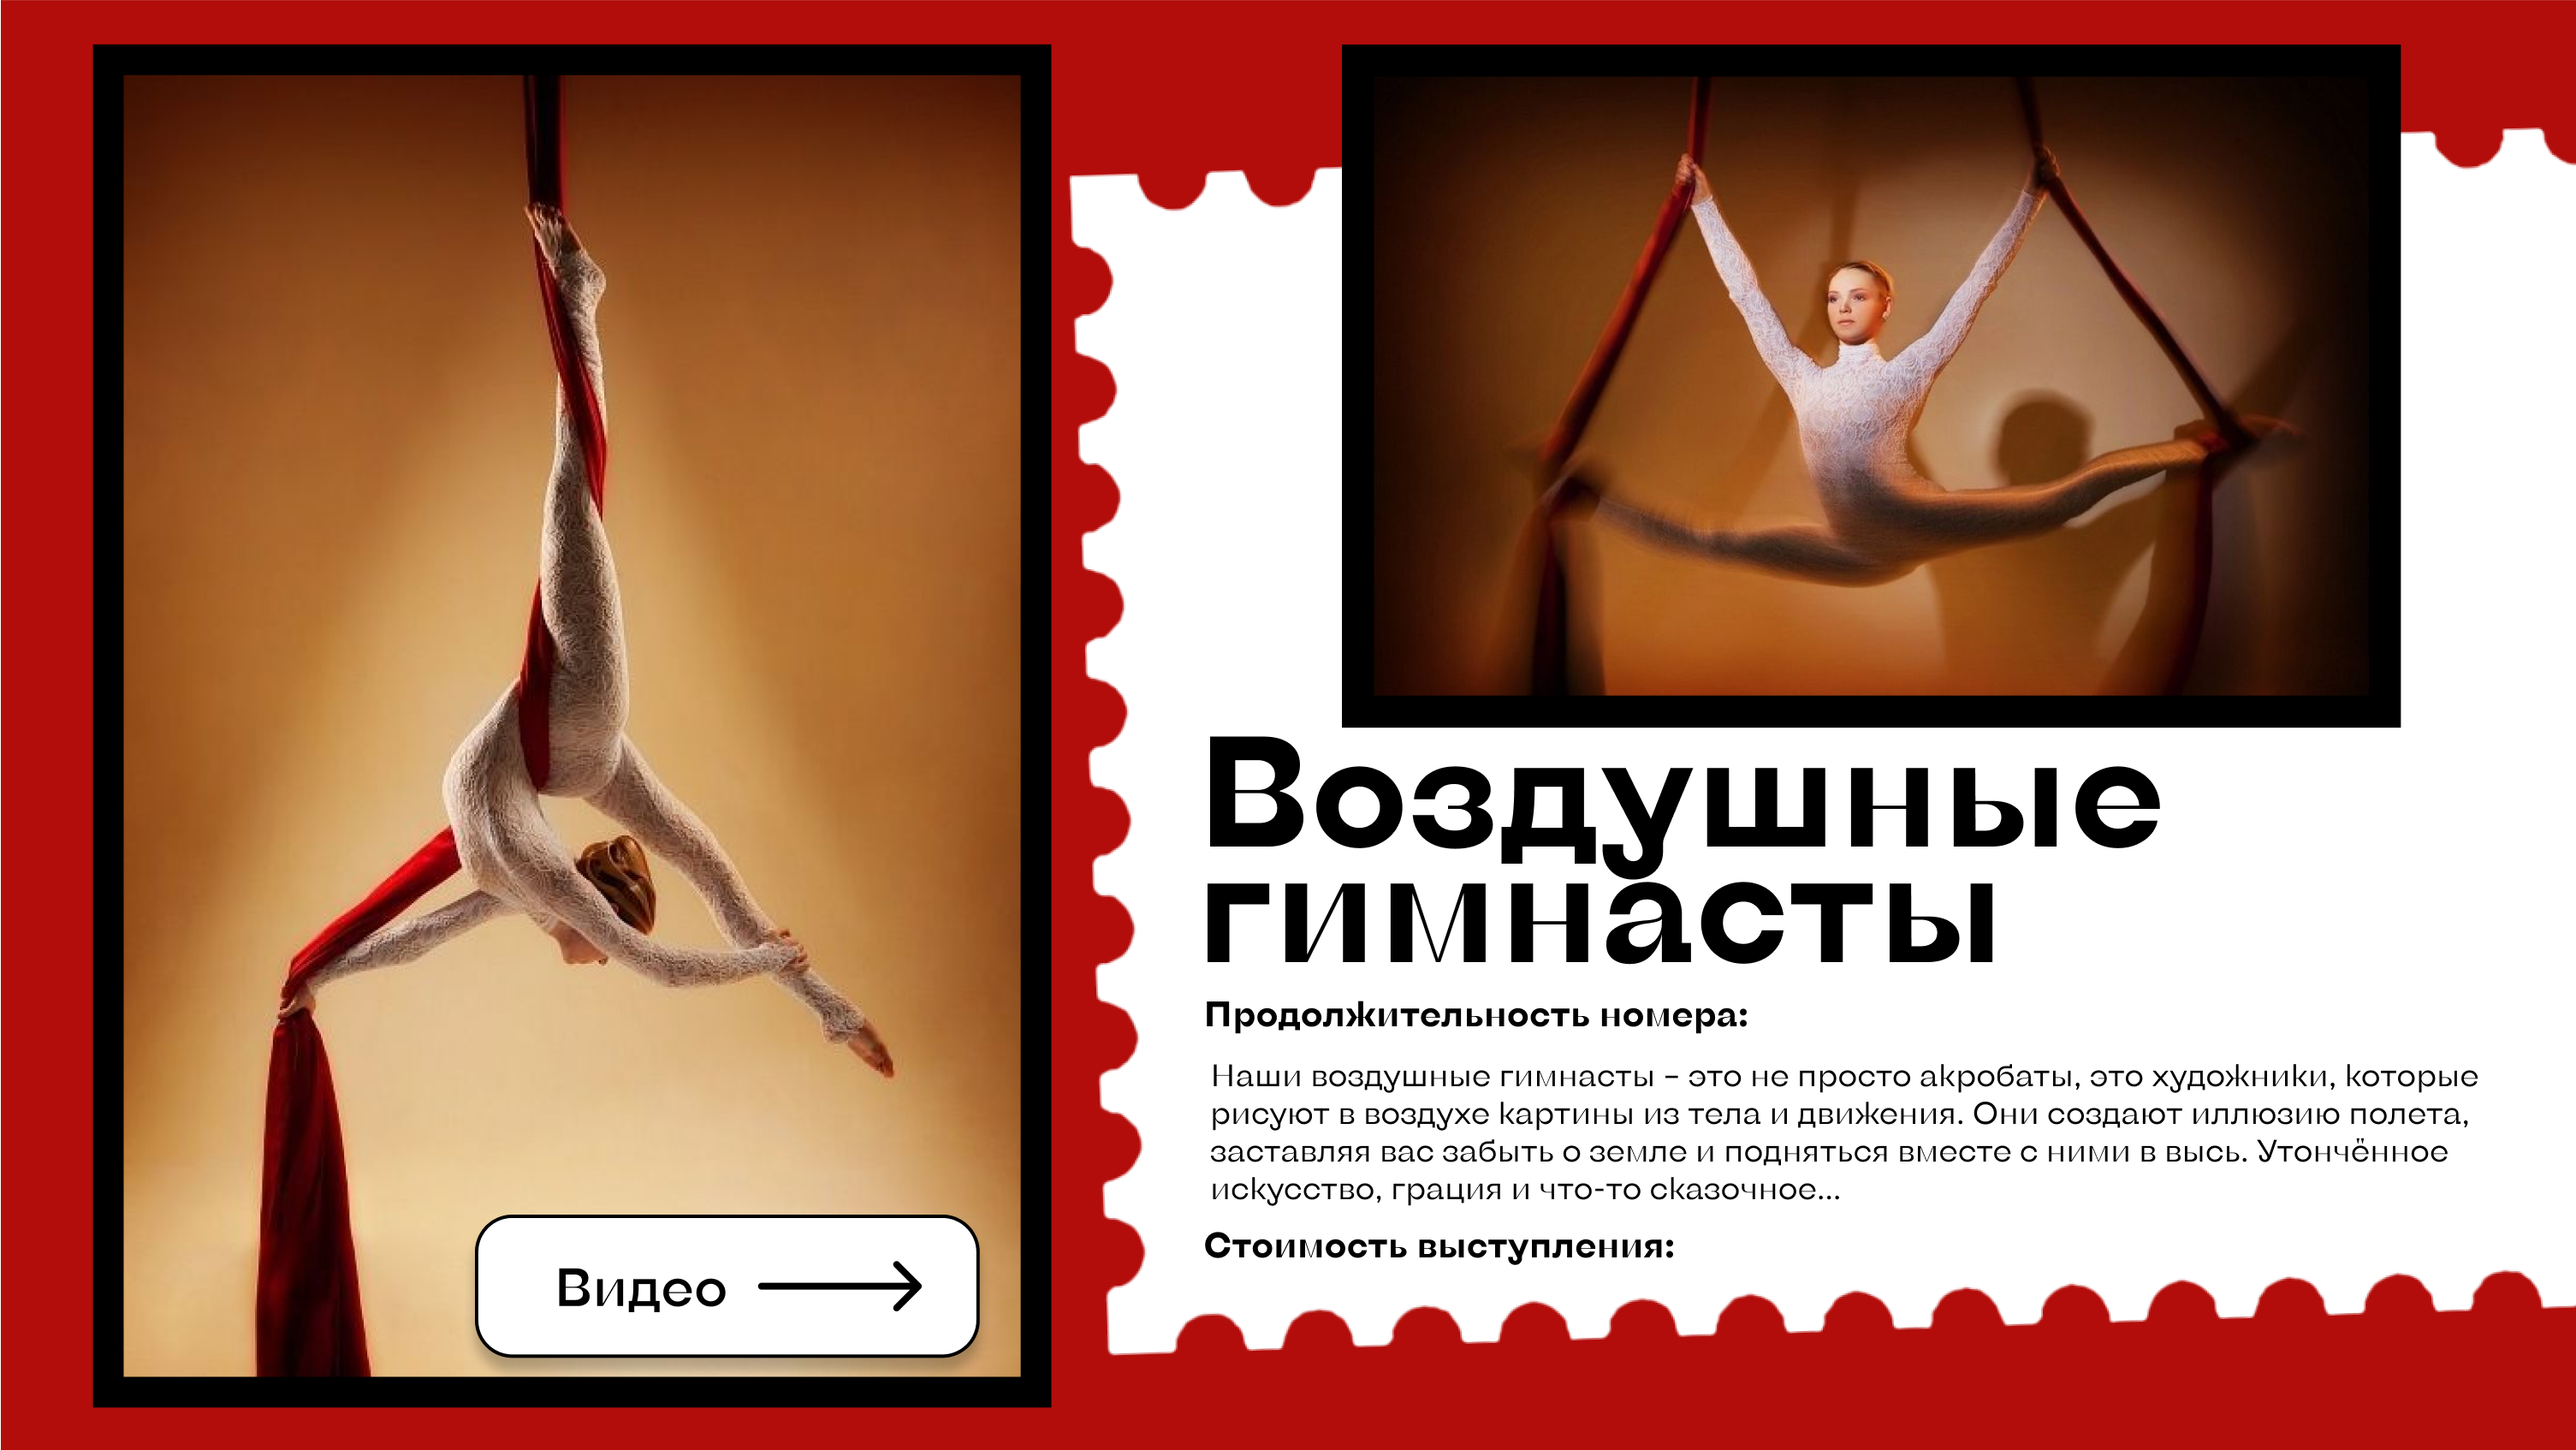 Воздушные
гимнасты
Продолжительность номера:
Наши воздушные гимнасты – это не просто акробаты, это художники, которые
рисуют в воздухе картины из тела и движения. Они создают иллюзию полета,
заставляя вас забыть о земле и подняться вместе с ними в высь. Утончённое
искусство, грация и что-то сказочное...
Стоимость выступления:
Видео